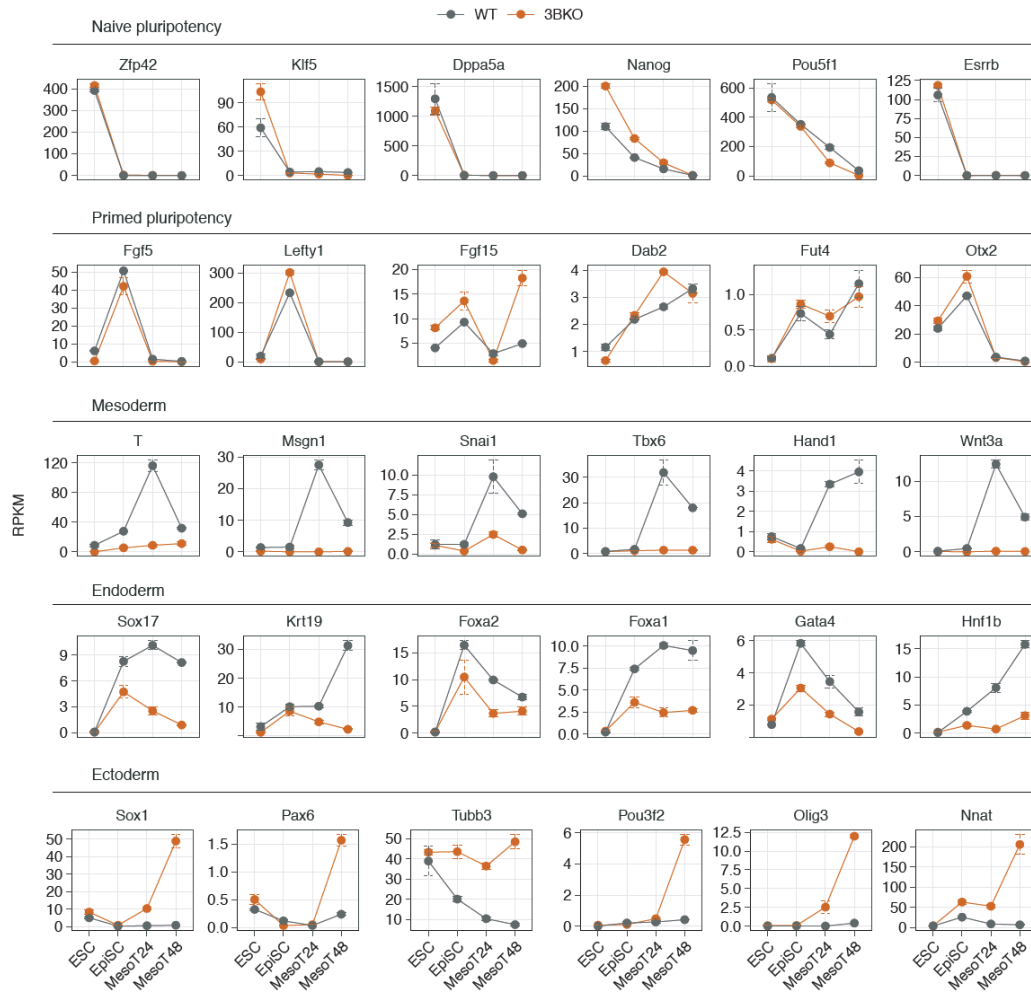 WT 3BKO
Naive pluripotency
Zfp42 Klf5 Dppa5a Nanog Pou5f1 Esrrb
400 300 200 100 0
90 60 30 0
1500 1000 500 0
200 150 100 50 0
600 400 200 0
125 100 75 50 25 0
Primed pluripotency
Fgf5 Lefty1 Fgf15 Dab2 Fut4 Otx2
50 40 30 20 10 0
300 200 100 0
20 15 10 5
4 3 2 1
1.0 0.5 0.0
60 40 20 0
Mesoderm
T Msgn1 Snai1 Tbx6 Hand1 Wnt3a
120 80 40 0
30 20 10 0
10.0 7.5 5.0 2.5 0.0
30 20 10 0
4 3 2 1 0
10 5 0
RPKM
Endoderm
Sox17 Krt19 Foxa2 Foxa1 Gata4 Hnf1b
9 6 3 0
30 20 10
15 10 5 0
10.0 7.5 5.0 2.5 0.0
6 4 2
15 10 5 0
Ectoderm
Sox1 Pax6 Tubb3 Pou3f2 Olig3 Nnat
50 40 30 20 10 0
1.5 1.0 0.5 0.0
50 40 30 20 10
6 4 2 0
12.5 10.0 7.5 5.0 2.5 0.0
200 150 100 50 0
ESC EpiSC MesoT24 MesoT48
ESC EpiSC MesoT24 MesoT48
ESC EpiSC MesoT24 MesoT48
ESC EpiSC MesoT24 MesoT48
ESC EpiSC MesoT24 MesoT48
ESC EpiSC MesoT24 MesoT48